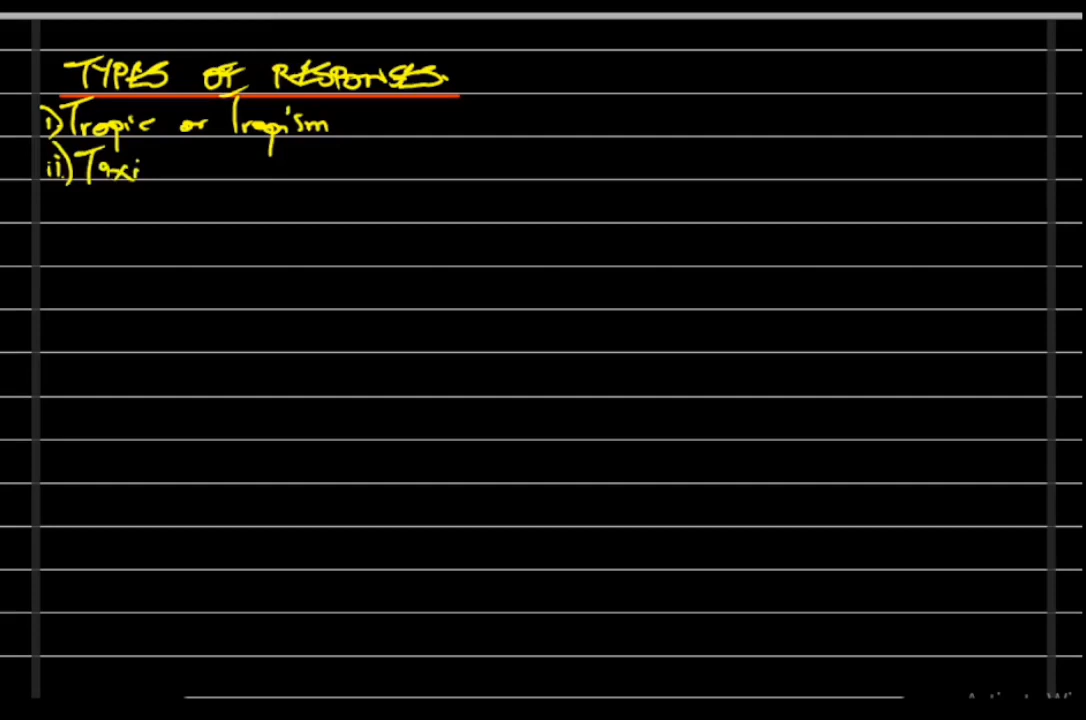 TYPES OF RESPONSES.
i) Tropic or Tropism
ii.) Taxi